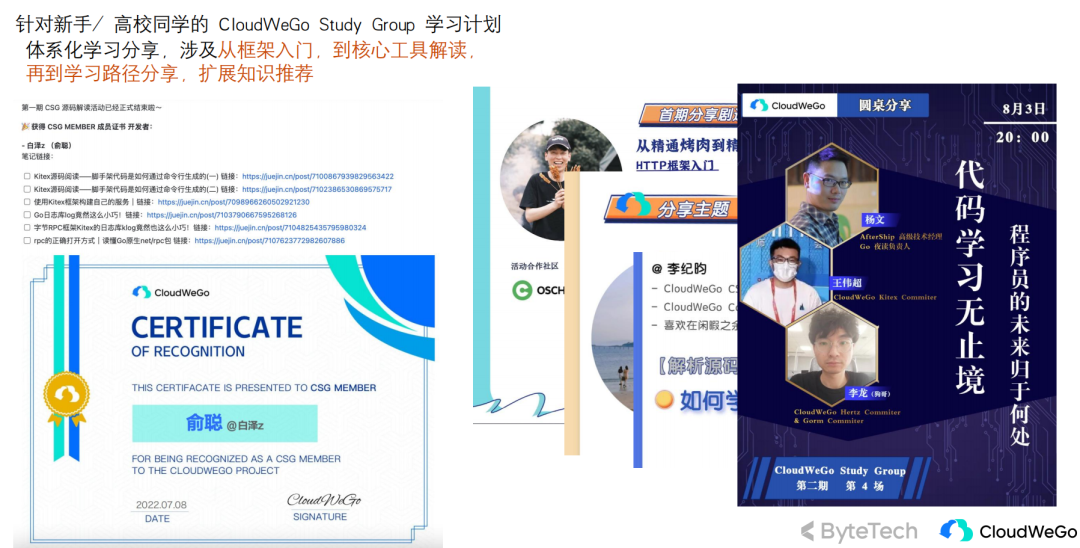 针对新手/ 高校同学的 CloudWeGo Study Group 学习计划
体系化学习分享，涉及从框架入门，到核心工具解读，
再到学习路径分享，扩展知识推荐
第一期 CSG 源码解读活动已经正式结束啦～
🎉 获得 CSG MEMBER 成员证书 开发者：
- 白泽z （俞聪）
笔记链接：
Kitex源码阅读——脚手架代码是如何通过命令行生成的(一) 链接：https://juejin.cn/post/7100867939829563422
Kitex源码阅读——脚手架代码是如何通过命令行生成的(二) 链接：https://juejin.cn/post/7102386530869575717
使用Kitex框架构建自己的服务｜链接：https://juejin.cn/post/7098966260502921230
Go日志库log竟然这么小巧！链接：https://juejin.cn/post/7103790667595268126
字节RPC框架Kitex的日志库klog竟然也这么小巧！链接：https://juejin.cn/post/7104825435795980324
rpc的正确打开方式｜读懂Go原生net/rpc包 链接：https://juejin.cn/post/7107623772982607886
CloudWeGo
CERTIFICATE
OF RECOGNITION
THIS CERTIFACATE IS PRESENTED TO CSG MEMBER
俞聪 @白泽z
FOR BEING RECOGNIZED AS A CSG MEMBER
TO THE CLOUDWEGO PROJECT
2022.07.08
DATE
CloudWeGo
SIGNATURE
首期分享剧透
从精通烤肉到精
HTTP框架入门
分享主题
活动合作社区
OSCH
@ 李纪昀
- CloudWeGo CS
- CloudWeGo Co
- 喜欢在闲暇之余
【解析源码
如何学
CloudWeGo
圆桌分享
8月3日
20：00
代码学习无止境
程序员的未来归于何处
杨文
AfterShip 高级技术经理
Go 夜读负责人
王伟超
CloudWeGo Kitex Commiter
李龙（狗哥）
CloudWeGo Hertz Commiter
& Gorm Commiter
CloudWeGo Study Group
第二期 第 4 场
ByteTech
CloudWeGo